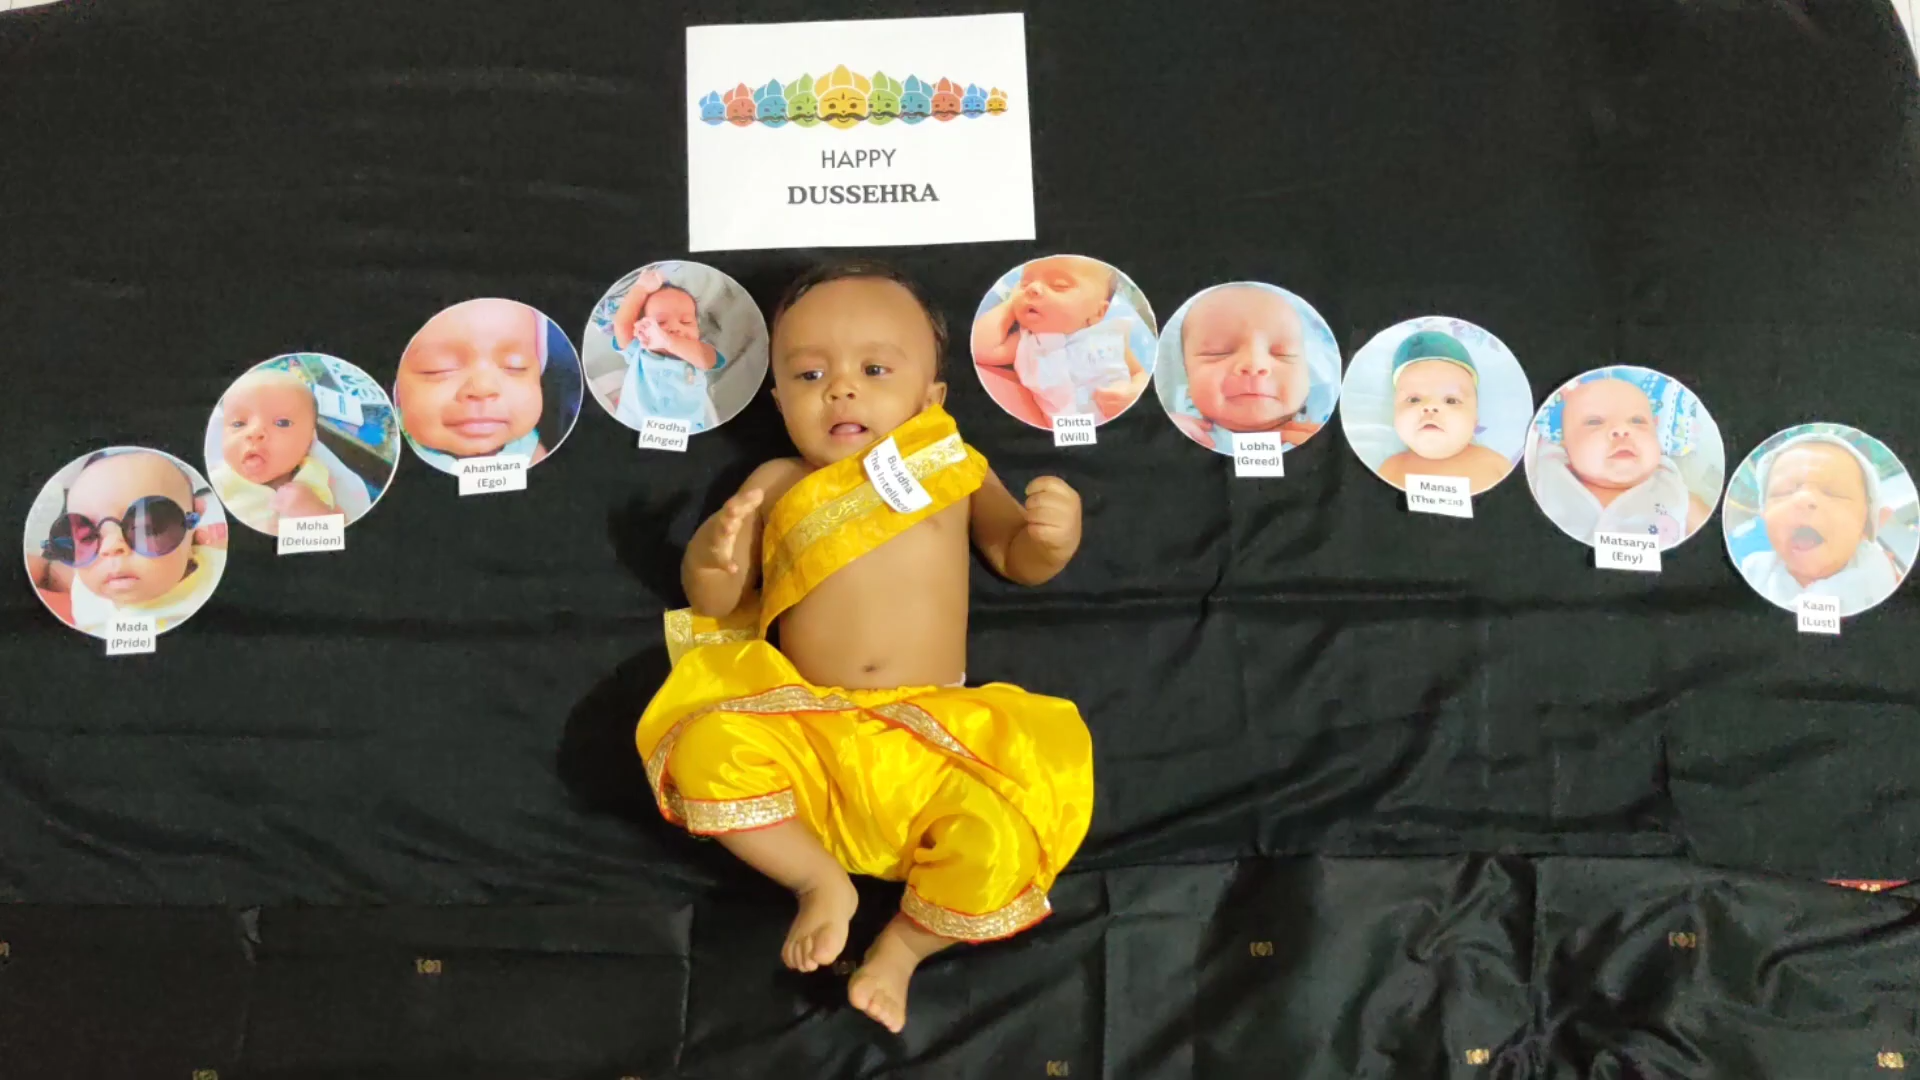 HAPPY
DUSSEHRA
Mada
(Pride)
Moha
(Delusion)
Ahamkara
(Ego)
Krodha
(Anger)
Buddha
The Intellect
Chitta
(Will)
Lobha
(Greed)
Manas
(The
Matsarya
(Eny)
Kaam
(Lust)